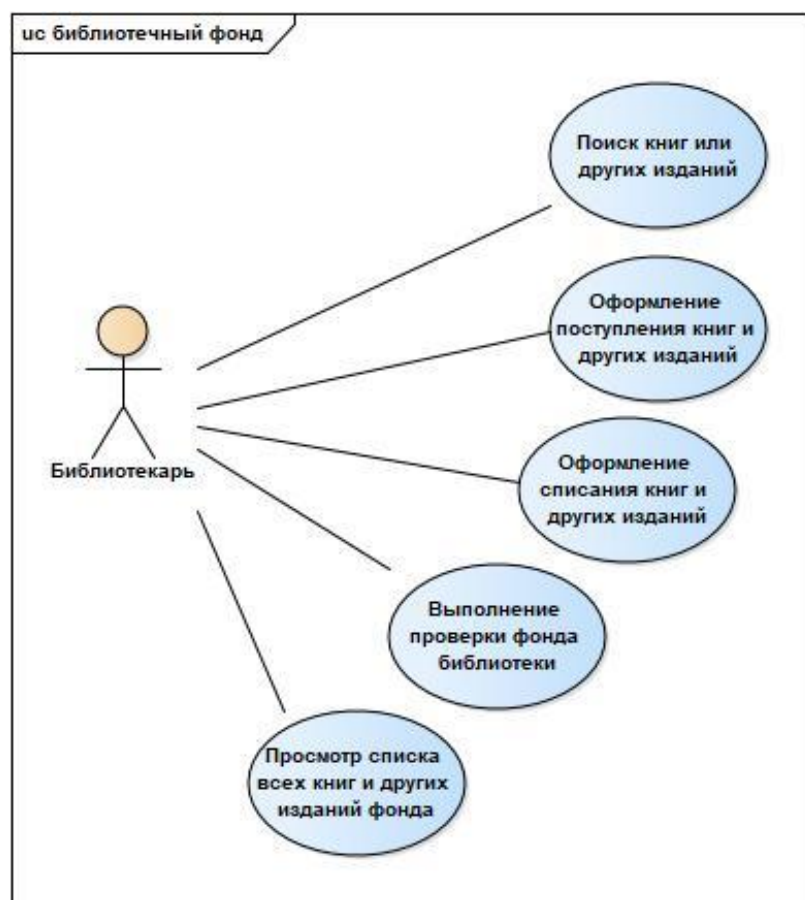 uc библиотечный фонд
Поиск книг или
других изданий
Оформление
поступления книг и
других изданий
Библиотекарь
Оформление
списания книг и
других изданий
Выполнение
проверки фонда
библиотеки
Просмотр списка
всех книг и других
изданий фонда